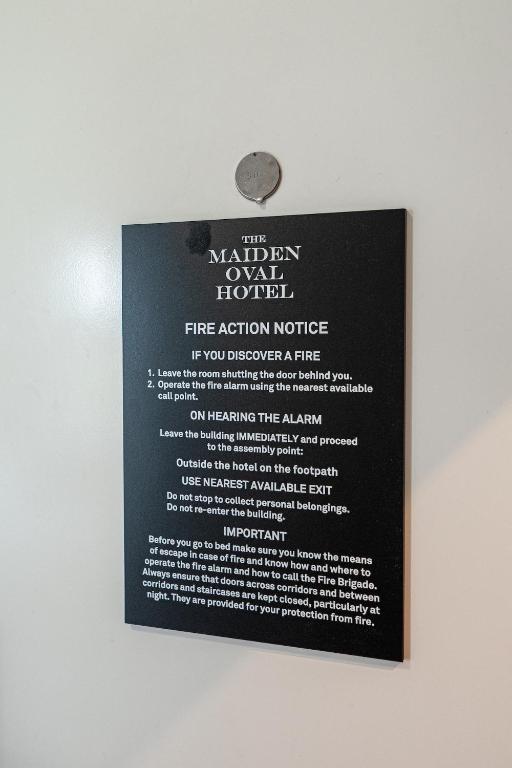 THE
MAIDEN
OVAL
HOTEL
FIRE ACTION NOTICE
IF YOU DISCOVER A FIRE
1. Leave the room shutting the door behind you.
2. Operate the fire alarm using the nearest available
call point.
ON HEARING THE ALARM
Leave the building IMMEDIATELY and proceed
to the assembly point:
Outside the hotel on the footpath
USE NEAREST AVAILABLE EXIT
Do not stop to collect personal belongings.
Do not re-enter the building.
IMPORTANT
Before you go to bed make sure you know the means
of escape in case of fire and know how and where to
operate the fire alarm and how to call the Fire Brigade.
Always ensure that doors across corridors and between
corridors and staircases are kept closed, particularly at
night. They are provided for your protection from fire.